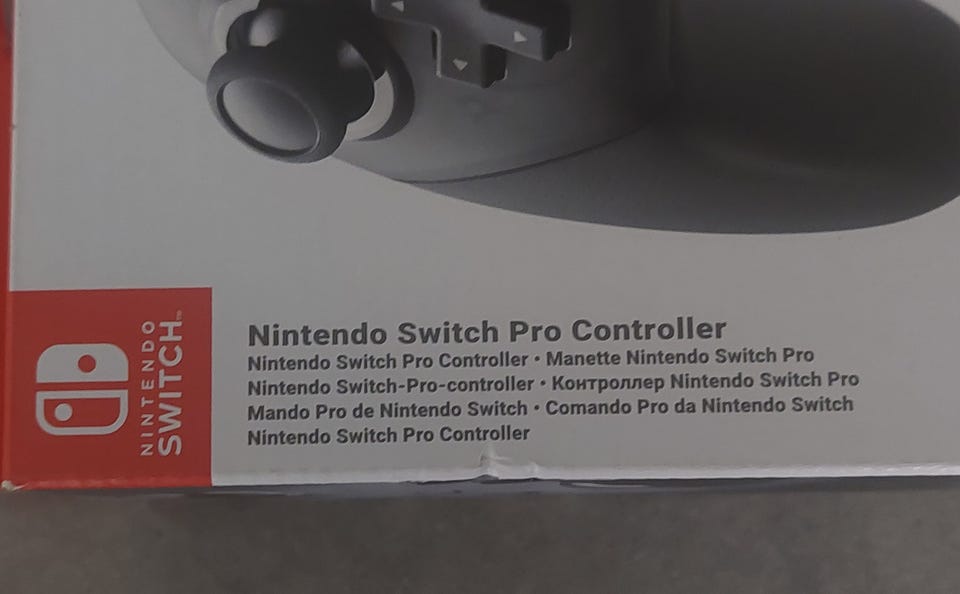 NINTENDO
SWITCH™
Nintendo Switch Pro Controller
Nintendo Switch Pro Controller • Manette Nintendo Switch Pro
Nintendo Switch-Pro-controller • Контроллер Nintendo Switch Pro
Mando Pro de Nintendo Switch • Comando Pro da Nintendo Switch
Nintendo Switch Pro Controller